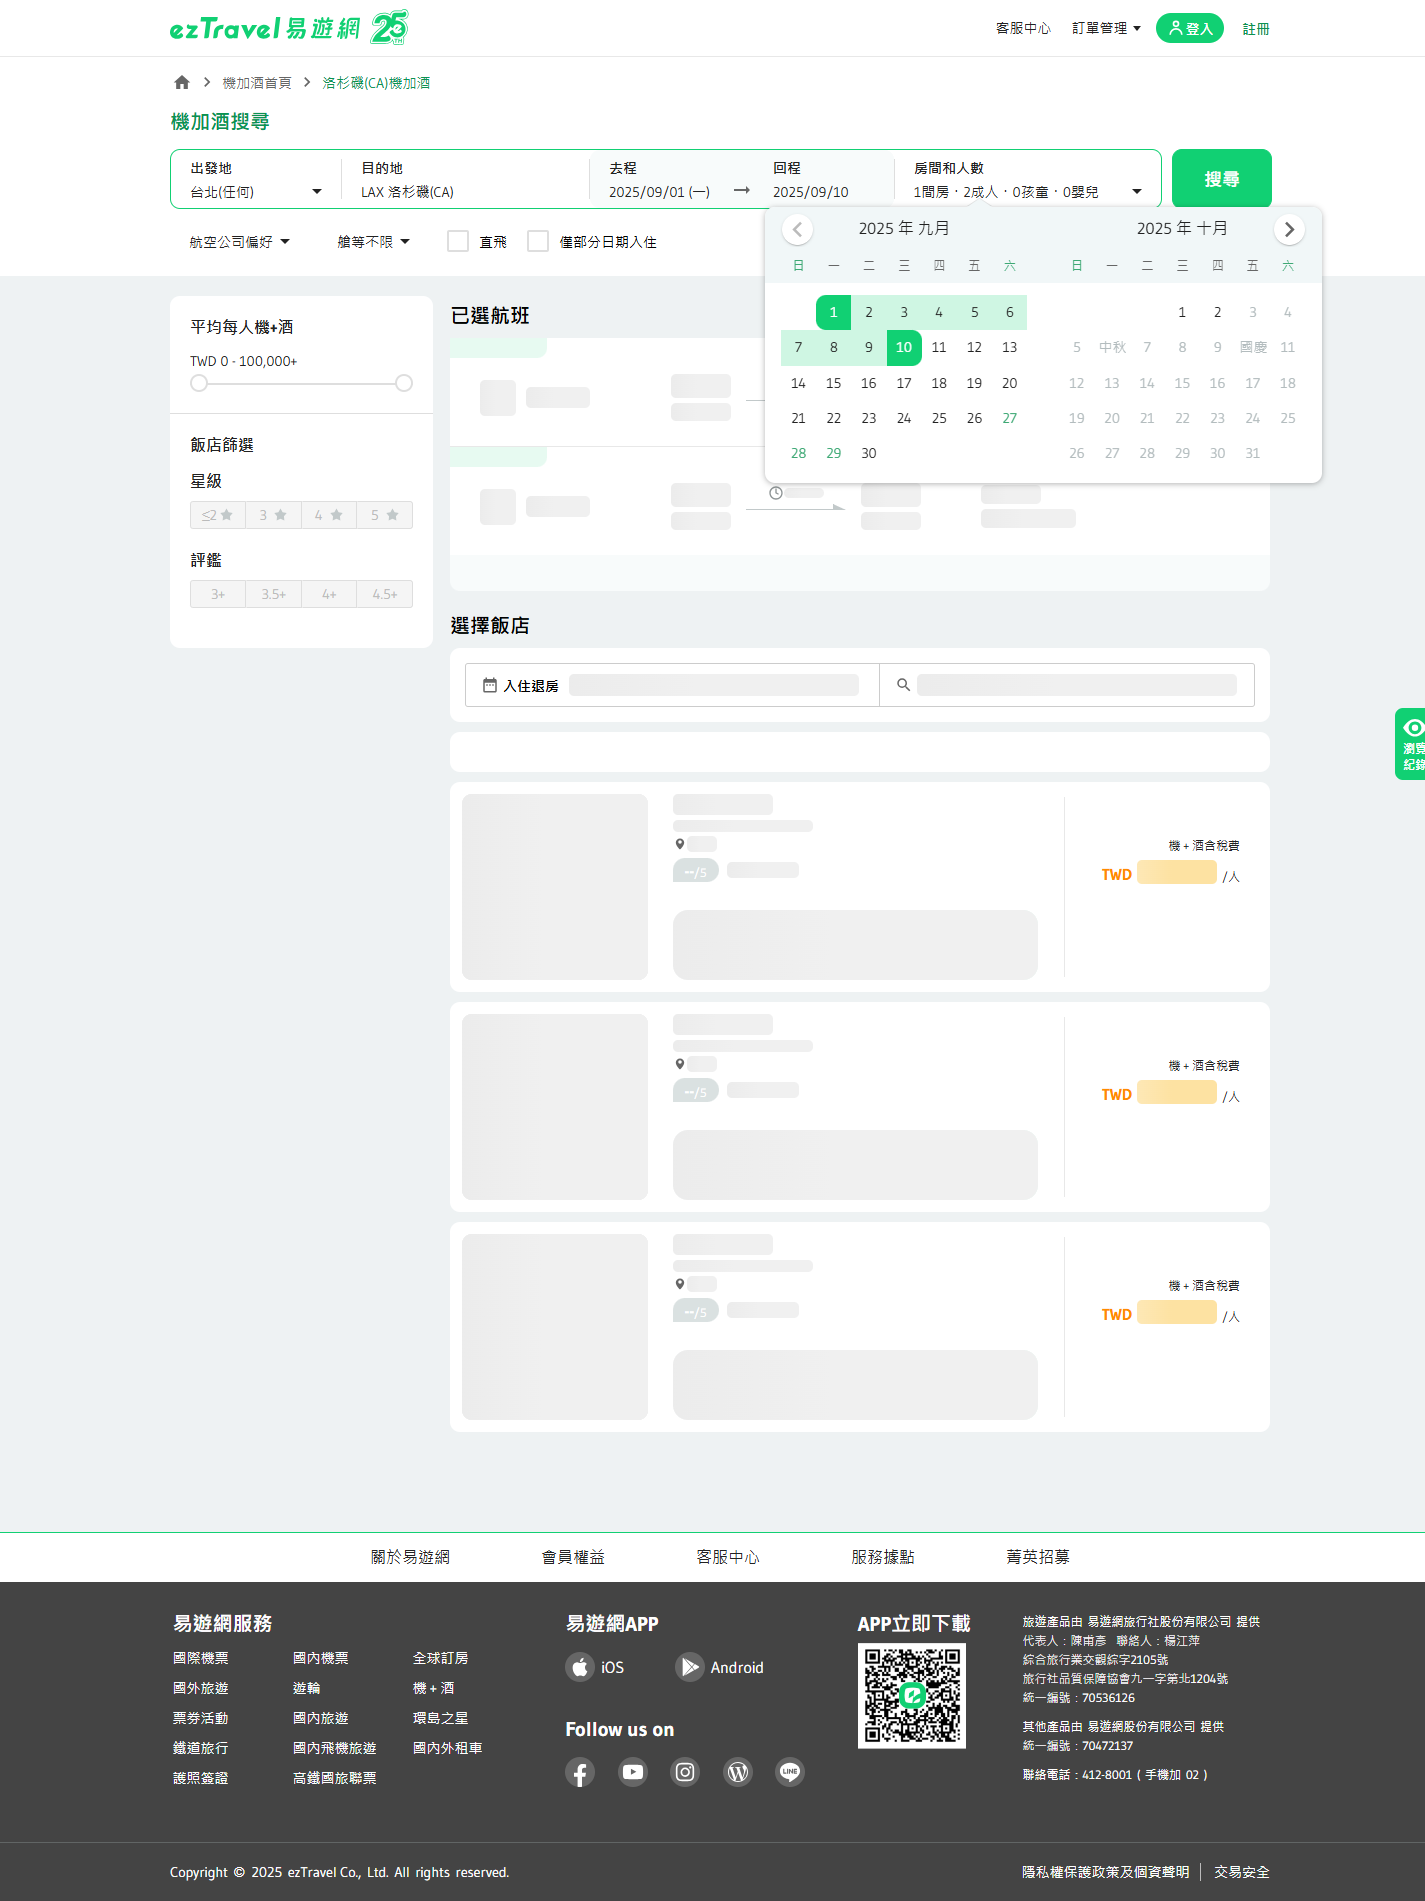 ezTravel 易遊網 25TH
客服中心 訂單管理 登入 註冊
機加酒首頁 洛杉磯(CA)機加酒
機加酒搜尋
出發地 目的地 去程 回程 房間和人數
台北(任何) LAX 洛杉磯(CA) 2025/09/01 (一) 2025/09/10 1間房・2成人・0孩童・0嬰兒
搜尋
航空公司偏好 艙等不限 直飛 僅部分日期入住
2025 年 九月 2025 年 十月
日 一 二 三 四 五 六 日 一 二 三 四 五 六
1 2 3 4 5 6 1 2 3 4
7 8 9 10 11 12 13 5 中秋 7 8 9 國慶 11
14 15 16 17 18 19 20 12 13 14 15 16 17 18
21 22 23 24 25 26 27 19 20 21 22 23 24 25
28 29 30 26 27 28 29 30 31
平均每人機+酒
TWD 0 - 100,000+
飯店篩選
星級
≤2 3 4 5
評鑑
3+ 3.5+ 4+ 4.5+
已選航班
選擇飯店
入住退房
瀏覽
紀錄
--/5
機 + 酒含稅費
TWD /人
--/5
機 + 酒含稅費
TWD /人
--/5
機 + 酒含稅費
TWD /人
關於易遊網 會員權益 客服中心 服務據點 菁英招募
易遊網服務
國際機票 國內機票 全球訂房
國外旅遊 遊輪 機 + 酒
票券活動 國內旅遊 環島之星
鐵道旅行 國內飛機旅遊 國內外租車
護照簽證 高鐵國旅聯票
易遊網APP
iOS Android
Follow us on
LINE
APP立即下載
旅遊產品由 易遊網旅行社股份有限公司 提供
代表人：陳甫彥 聯絡人：楊江萍
綜合旅行業交觀綜字2105號
旅行社品質保障協會九一字第北1204號
統一編號：70536126
其他產品由 易遊網股份有限公司 提供
統一編號：70472137
聯絡電話：412-8001 ( 手機加 02 )
Copyright © 2025 ezTravel Co., Ltd. All rights reserved.
隱私權保護政策及個資聲明 交易安全